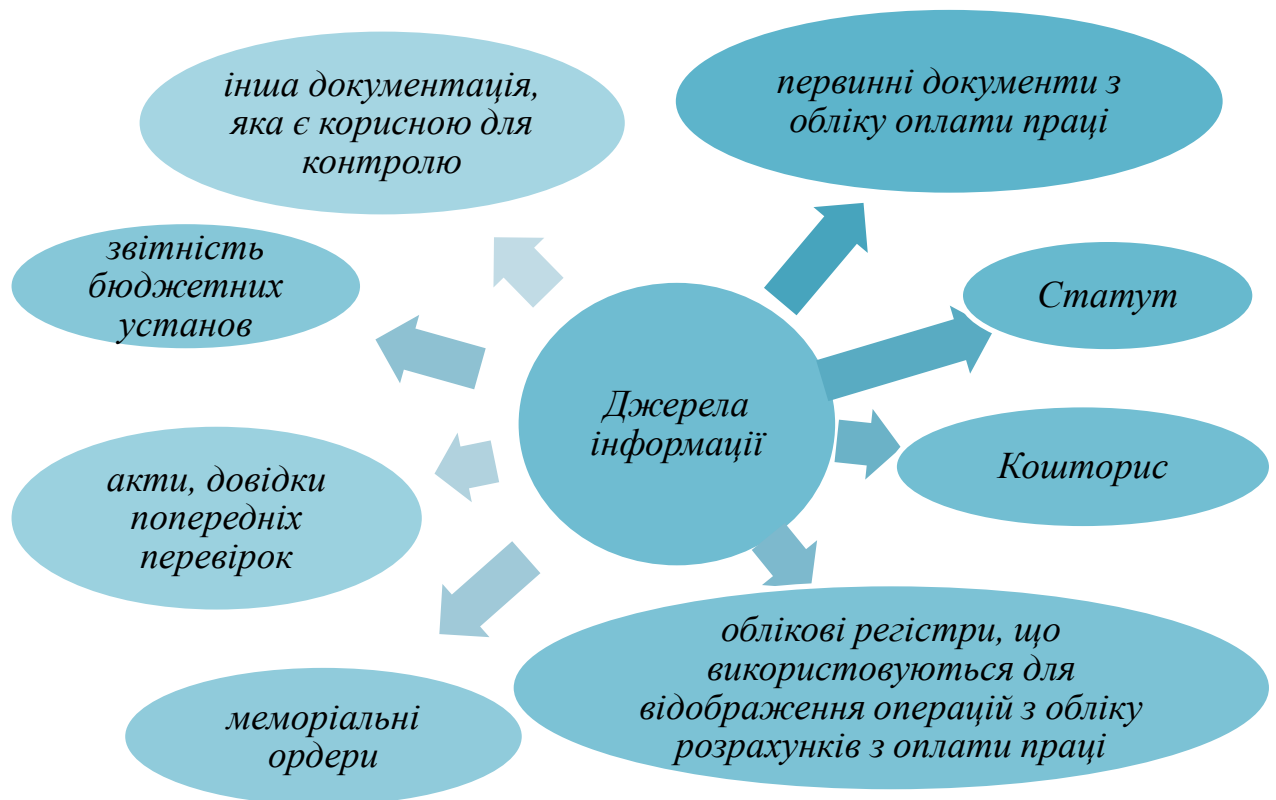 інша документація,
яка є корисною для
контролю
первинні документи з
обліку оплати праці
звітність
бюджетних
установ
Статут
Джерела
інформації
Кошторис
акти, довідки
попередніх
перевірок
облікові регістри, що
використовуються для
відображення операцій з обліку
розрахунків з оплати праці
меморіальні
ордери